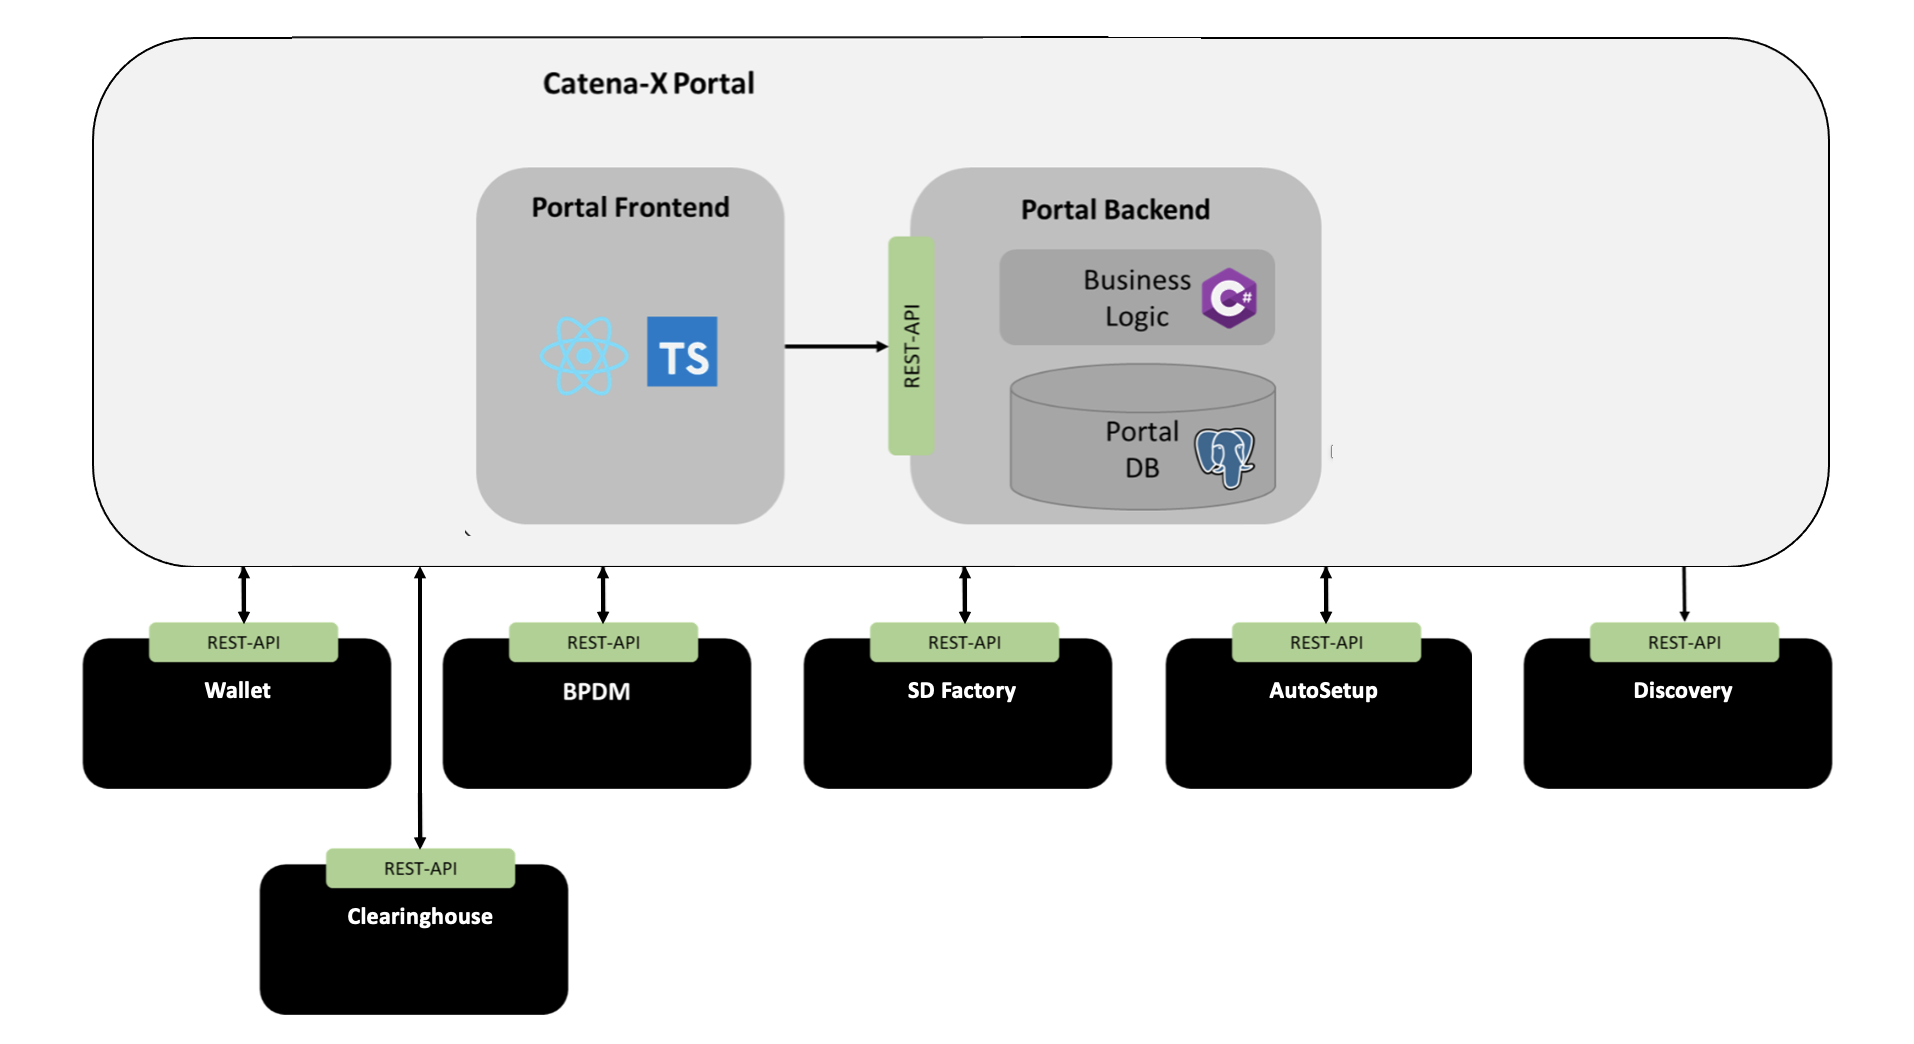 Catena-X Portal
Portal Frontend
TS
REST-API
Portal Backend
Business
Logic
C#
Portal
DB
REST-API
Wallet
REST-API
BPDM
REST-API
SD Factory
REST-API
AutoSetup
REST-API
Discovery
REST-API
Clearinghouse